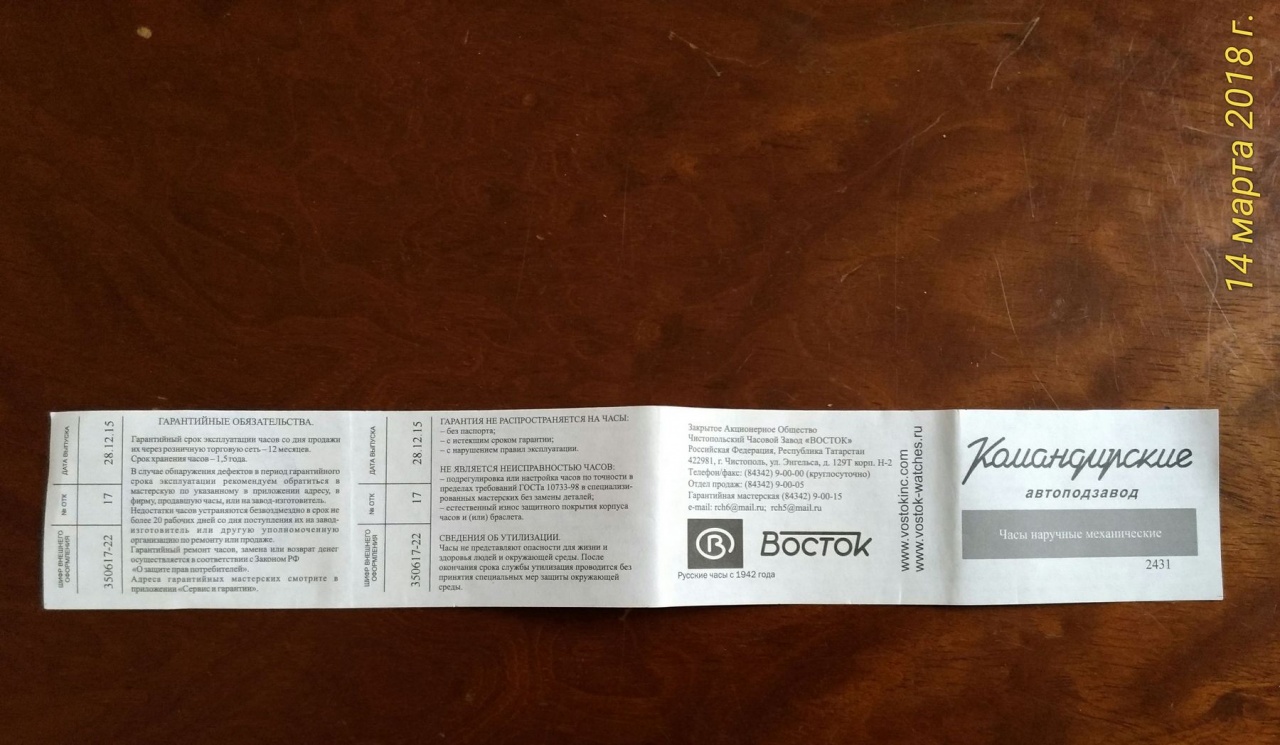 14 марта 2018 г.
ДАТА ВЫПУСКА
28.12.15
№ ОТК
17
ШИФР ВНЕШНЕГО
ОФОРМЛЕНИЯ
350617-22
ГАРАНТИЙНЫЕ ОБЯЗАТЕЛЬСТВА.
Гарантийный срок эксплуатации часов со дня продажи
их через розничную торговую сеть – 12 месяцев.
Срок хранения часов – 1,5 года.
В случае обнаружения дефектов в период гарантийного
срока эксплуатации рекомендуем обратиться в
мастерскую по указанному в приложении адресу, в
фирму, продавшую часы, или на завод-изготовитель.
Недостатки часов устраняются безвозмездно в срок не
более 20 рабочих дней со дня поступления их на завод-
изготовитель или другую уполномоченную
организацию по ремонту или продаже.
Гарантийный ремонт часов, замена или возврат денег
осуществляется в соответствии с Законом РФ
«О защите прав потребителей».
Адреса гарантийных мастерских смотрите в
приложении «Сервис и гарантии».
ДАТА ВЫПУСКА
28.12.15
№ ОТК
17
ШИФР ВНЕШНЕГО
ОФОРМЛЕНИЯ
350617-22
ГАРАНТИЯ НЕ РАСПРОСТРАНЯЕТСЯ НА ЧАСЫ:
– без паспорта;
– с истекшим сроком гарантии;
– с нарушением правил эксплуатации.
НЕ ЯВЛЯЕТСЯ НЕИСПРАВНОСТЬЮ ЧАСОВ:
– подрегулировка или настройка часов по точности в
пределах требований ГОСТа 10733-98 в специализи-
рованных мастерских без замены деталей;
– естественный износ защитного покрытия корпуса
часов и (или) браслета.
СВЕДЕНИЯ ОБ УТИЛИЗАЦИИ.
Часы не представляют опасности для жизни и
здоровья людей и окружающей среды. После
окончания срока службы утилизация проводится без
принятия специальных мер защиты окружающей
среды.
Закрытое Акционерное Общество
Чистопольский Часовой Завод «ВОСТОК»
Российская Федерация, Республика Татарстан
422981, г. Чистополь, ул. Энгельса, д. 129Т корп. Н-2
Телефон/факс: (84342) 9-00-00 (круглосуточно)
Отдел продаж: (84342) 9-00-05
Гарантийная мастерская (84342) 9-00-15
e-mail: rch6@mail.ru; rch5@mail.ru
В Восток
Русские часы с 1942 года
www.vostokinc.com
www.vostok-watches.ru
Командирские
автоподзавод
Часы наручные механические
2431